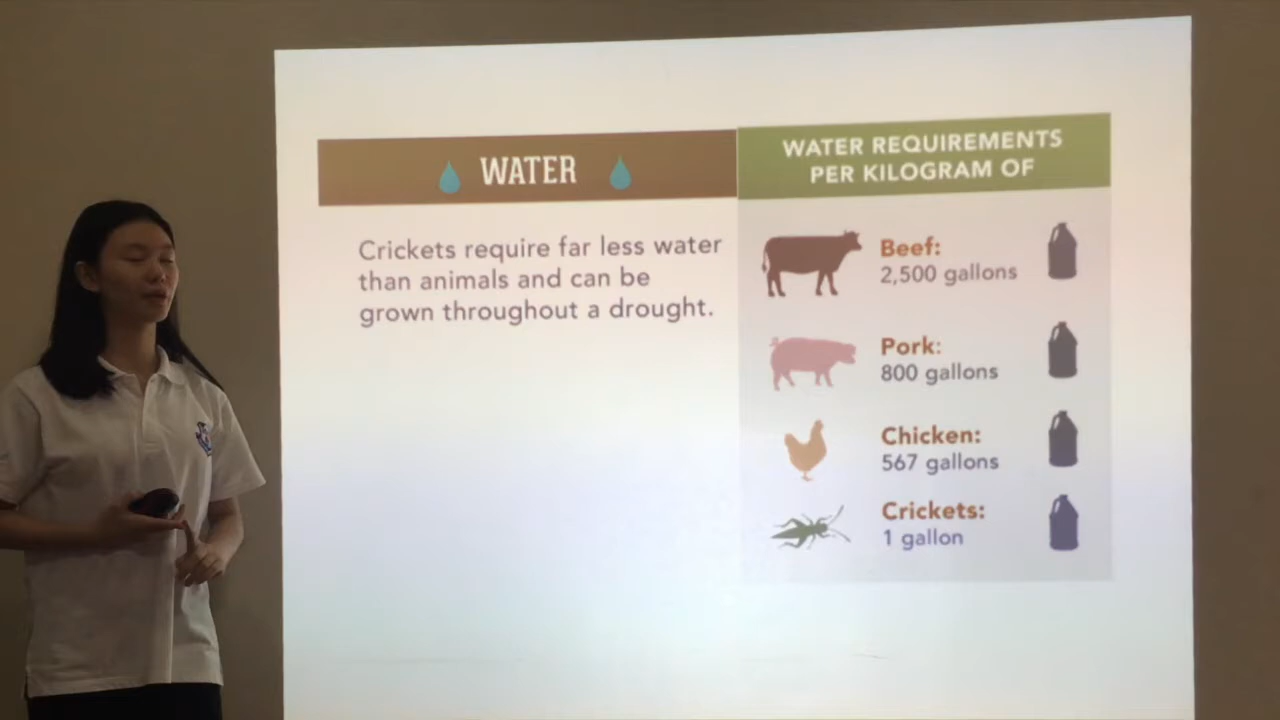 WATER
Crickets require far less water
than animals and can be
grown throughout a drought.
WATER REQUIREMENTS
PER KILOGRAM OF
Beef:
2,500 gallons
Pork:
800 gallons
Chicken:
567 gallons
Crickets:
1 gallon